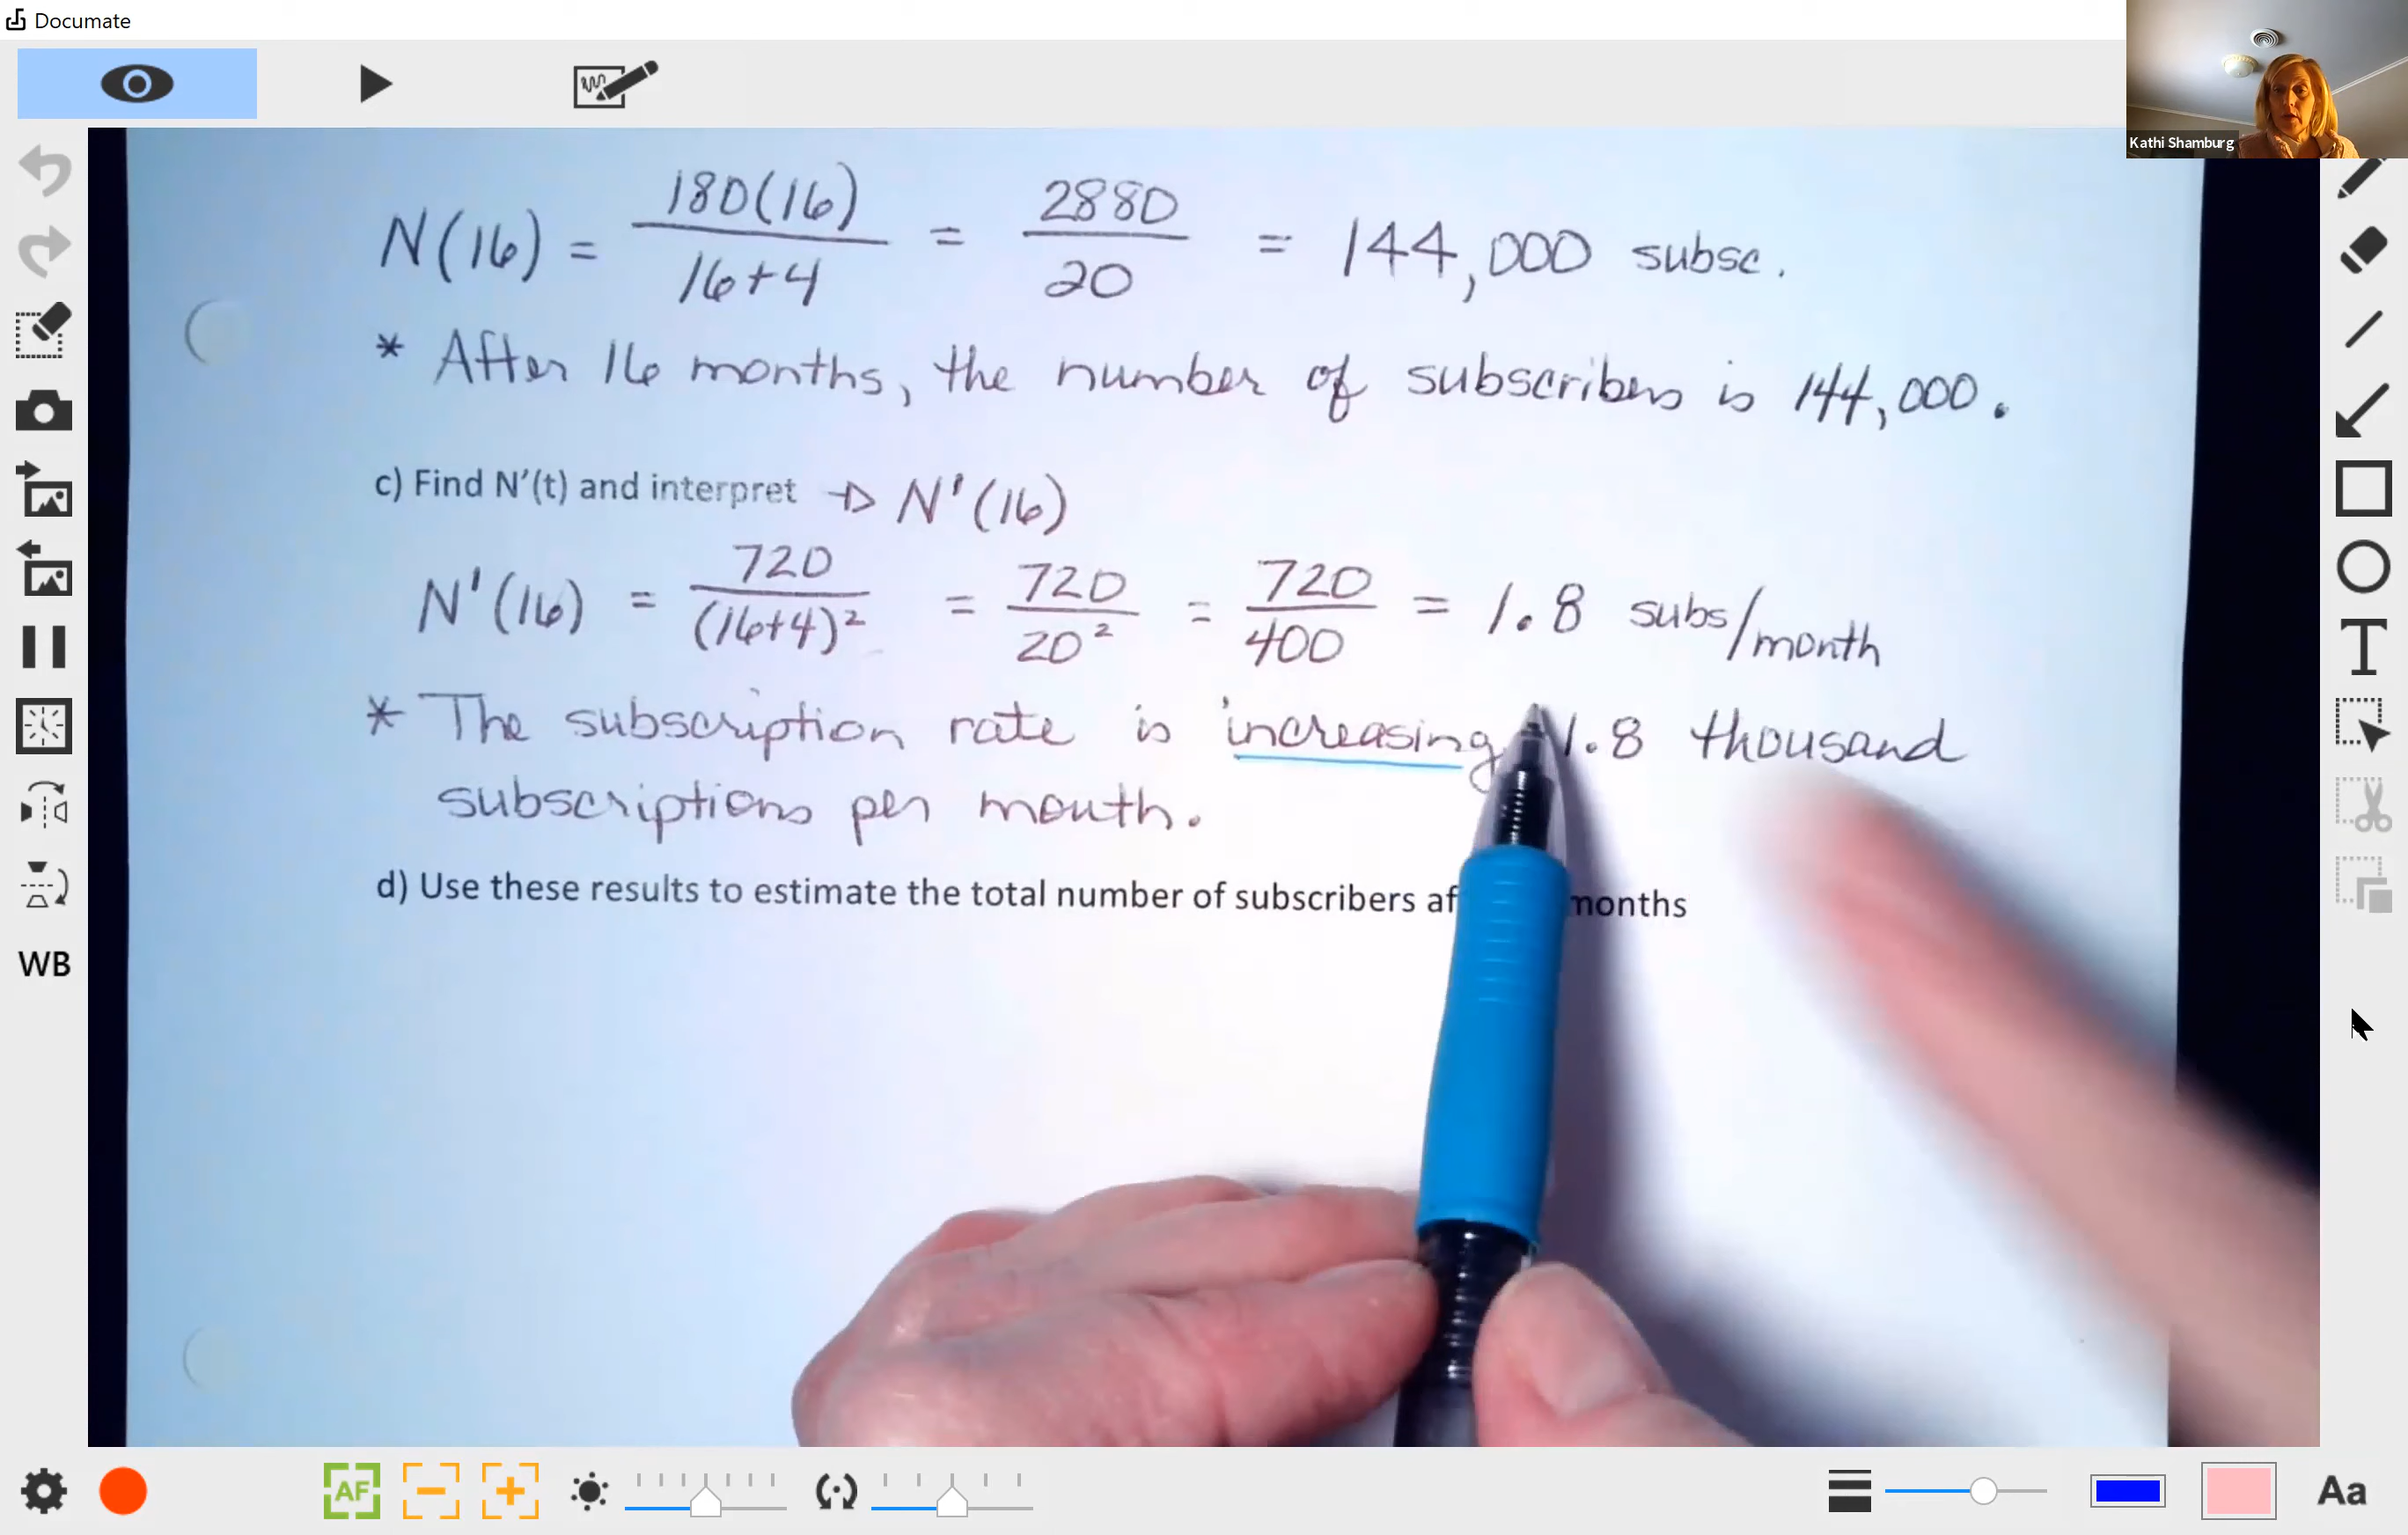 Documate
Kathi Shamburg
N(16) = 180(16)/16+4 = 2880/20 = 144,000 subsc.
* After 16 months, the number of subscribers is 144,000.
c) Find N'(t) and interpret → N'(16)
N'(16) = 720/(16+4)² = 720/20² = 720/400 = 1.8 subs/month
* The subscription rate is increasing 1.8 thousand
subscriptions per month.
d) Use these results to estimate the total number of subscribers months
WB
T
AF
Aa